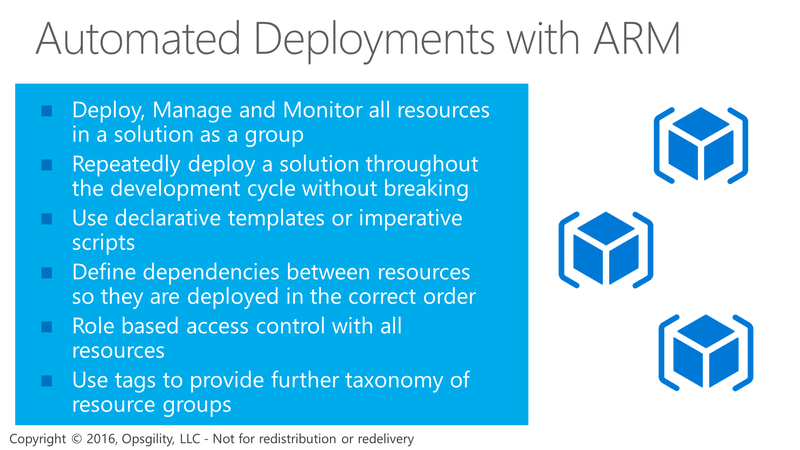 Automated Deployments with ARM
Deploy, Manage and Monitor all resources
in a solution as a group
Repeatedly deploy a solution throughout
the development cycle without breaking
Use declarative templates or imperative
scripts
Define dependencies between resources
so they are deployed in the correct order
Role based access control with all
resources
Use tags to provide further taxonomy of
resource groups
Copyright © 2016, Opsgility, LLC - Not for redistribution or redelivery